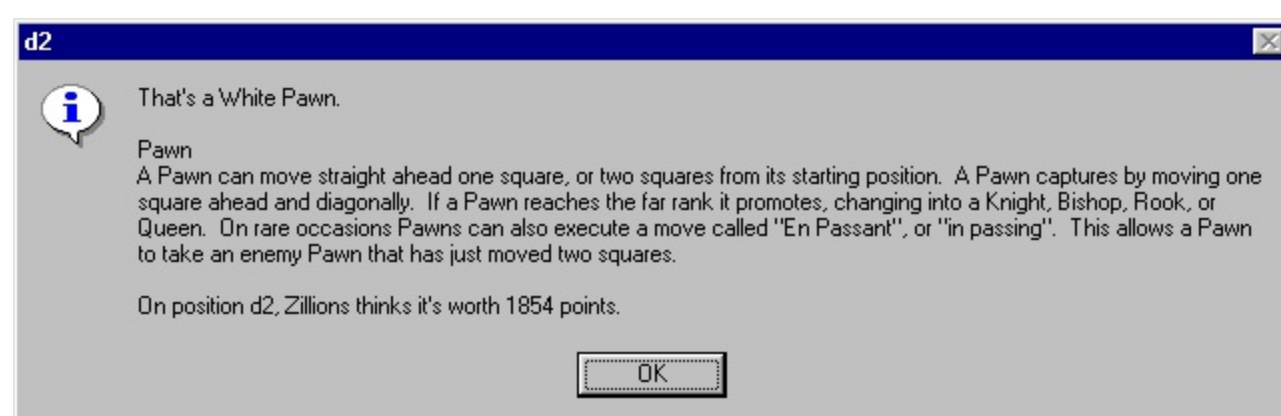 d2
That's a White Pawn.
Pawn
A Pawn can move straight ahead one square, or two squares from its starting position.  A Pawn captures by moving one
square ahead and diagonally.  If a Pawn reaches the far rank it promotes, changing into a Knight, Bishop, Rook, or
Queen.  On rare occasions Pawns can also execute a move called "En Passant", or "in passing".  This allows a Pawn
to take an enemy Pawn that has just moved two squares.
On position d2, Zillions thinks it's worth 1854 points.
OK